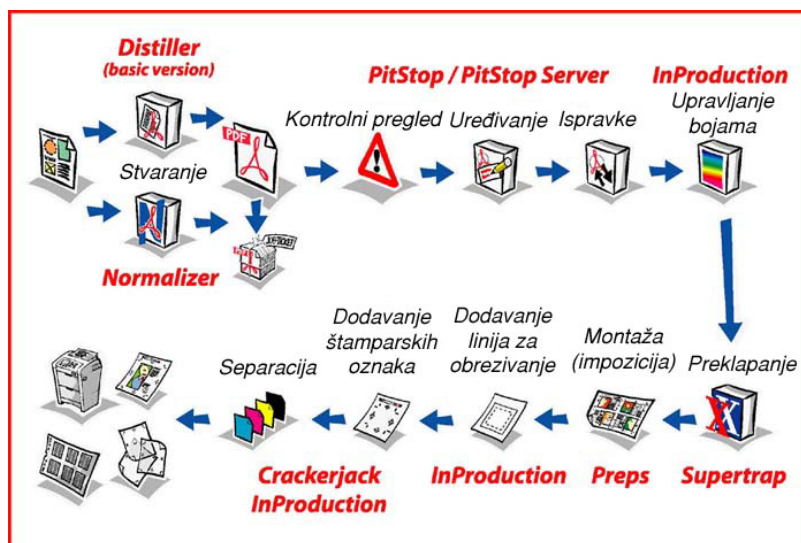 Distiller
(basic version)
PitStop / PitStop Server
InProduction
Kontrolni pregled
Uređivanje
Ispravke
Upravljanje
bojama
PDF
Stvaranje
Normalizer
Separacija
Dodavanje
štamparskih
oznaka
Dodavanje
linija za
obrezivanje
Montaža
(impozicija)
Preklapanje
Crackerjack
InProduction
InProduction
Preps
Supertrap